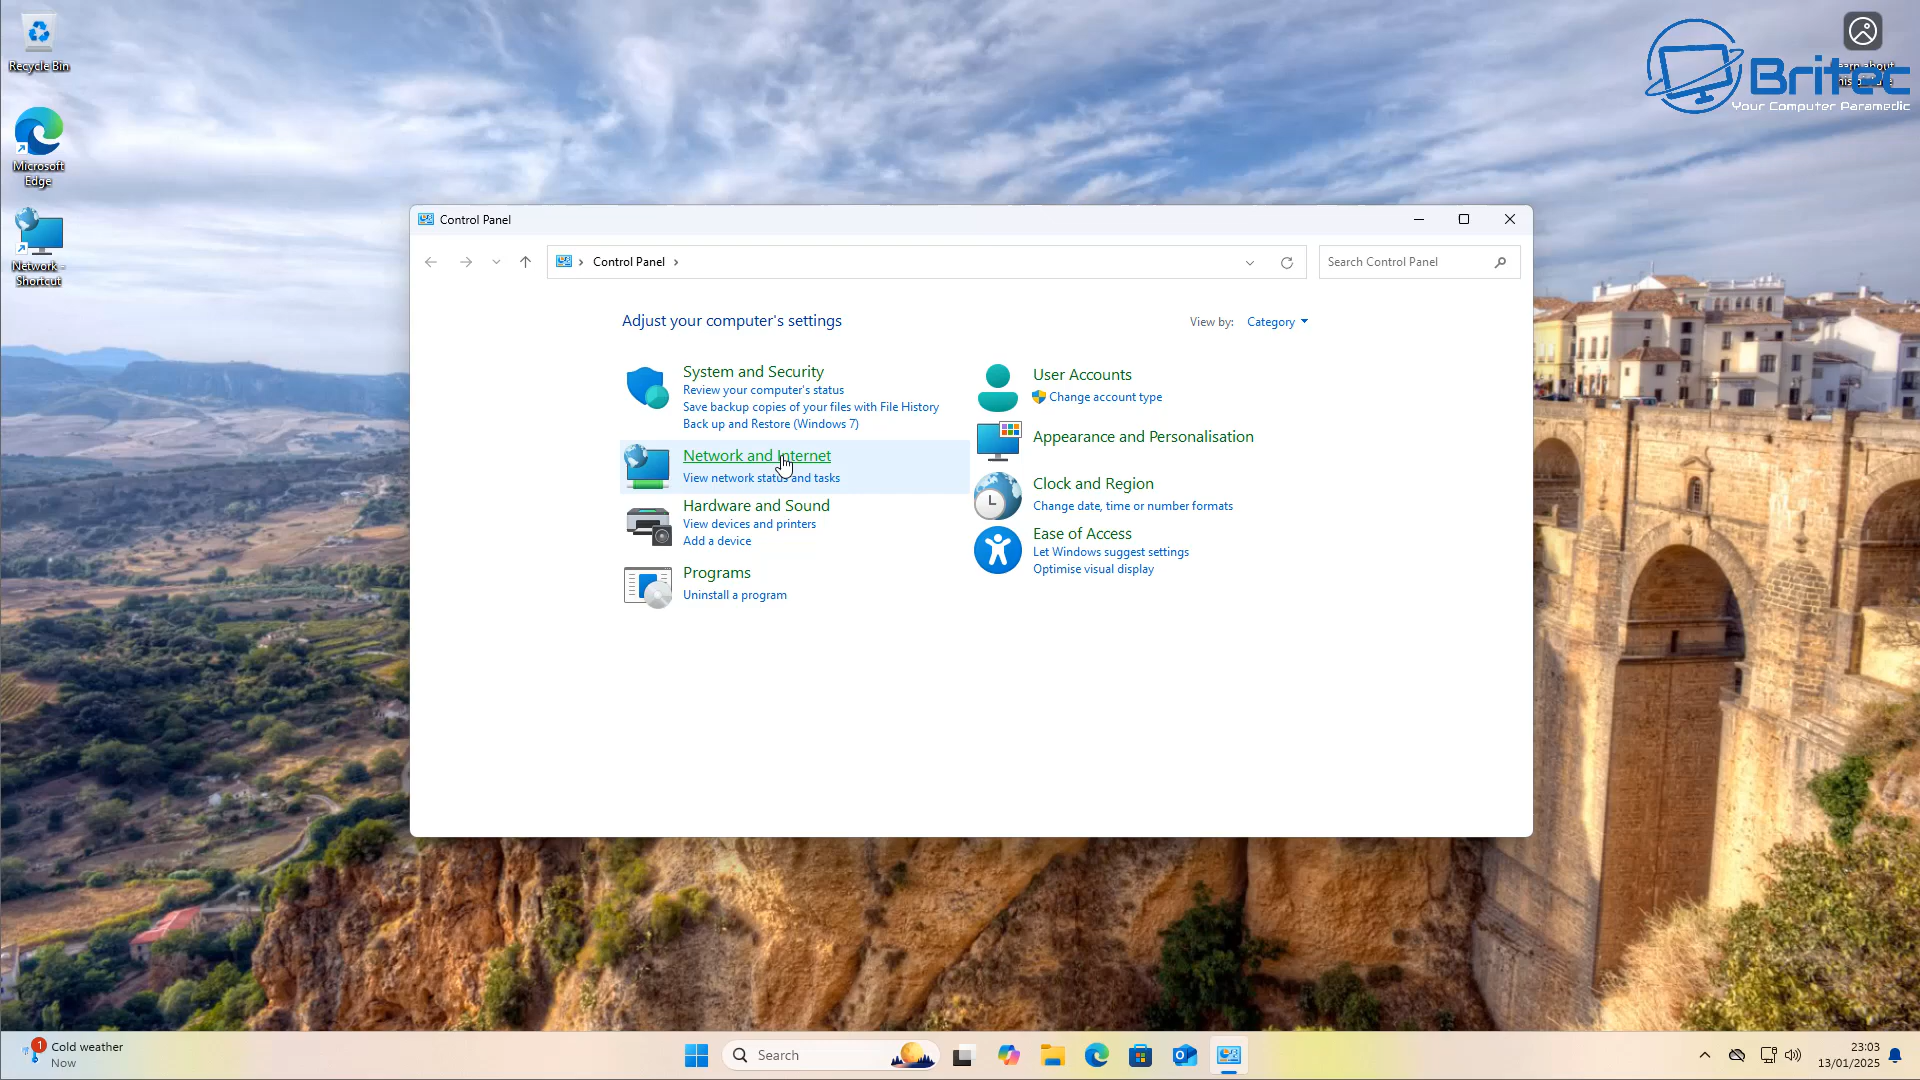 Recycle Bin
Microsoft
Edge
Network -
Shortcut
Britec
Your Computer Paramedic
Control Panel
Control Panel
Search Control Panel
Adjust your computer's settings
View by: Category
System and Security
Review your computer's status
Save backup copies of your files with File History
Back up and Restore (Windows 7)
Network and Internet
View network status and tasks
Hardware and Sound
View devices and printers
Add a device
Programs
Uninstall a program
User Accounts
Change account type
Appearance and Personalisation
Clock and Region
Change date, time or number formats
Ease of Access
Let Windows suggest settings
Optimise visual display
1
Cold weather
Now
Search
23:03
13/01/2025